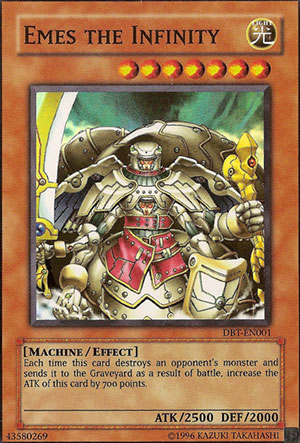 EMES THE INFINITY
LIGHT
光
DBT-EN001
[MACHINE / EFFECT]
Each time this card destroys an opponent's monster and
sends it to the Graveyard as a result of battle, increase the
ATK of this card by 700 points.
ATK/2500 DEF/2000
43580269
©1996 KAZUKI TAKAHASHI